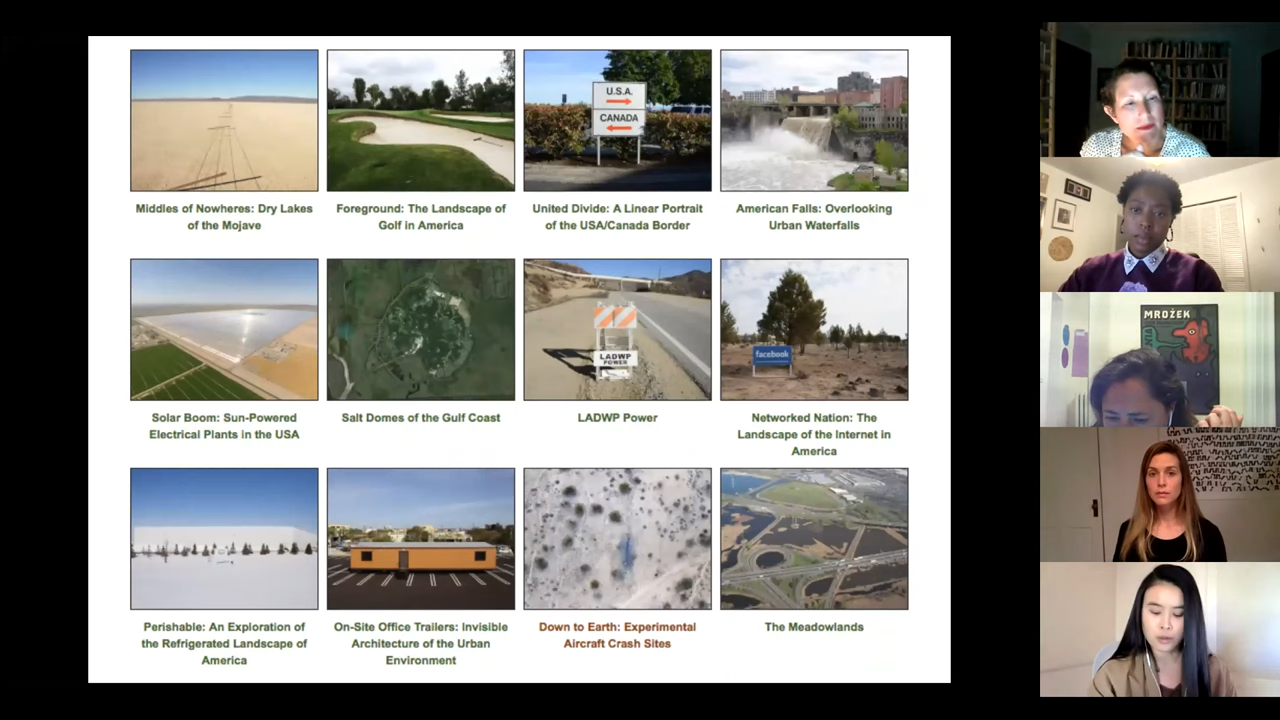 U.S.A.
CANADA
Middles of Nowheres: Dry Lakes
of the Mojave
Foreground: The Landscape of
Golf in America
United Divide: A Linear Portrait
of the USA/Canada Border
American Falls: Overlooking
Urban Waterfalls
LADWP
POWER
facebook
Solar Boom: Sun-Powered
Electrical Plants in the USA
Salt Domes of the Gulf Coast
LADWP Power
Networked Nation: The
Landscape of the Internet in
America
Perishable: An Exploration of
the Refrigerated Landscape of
America
On-Site Office Trailers: Invisible
Architecture of the Urban
Environment
Down to Earth: Experimental
Aircraft Crash Sites
The Meadowlands
MROŻEK